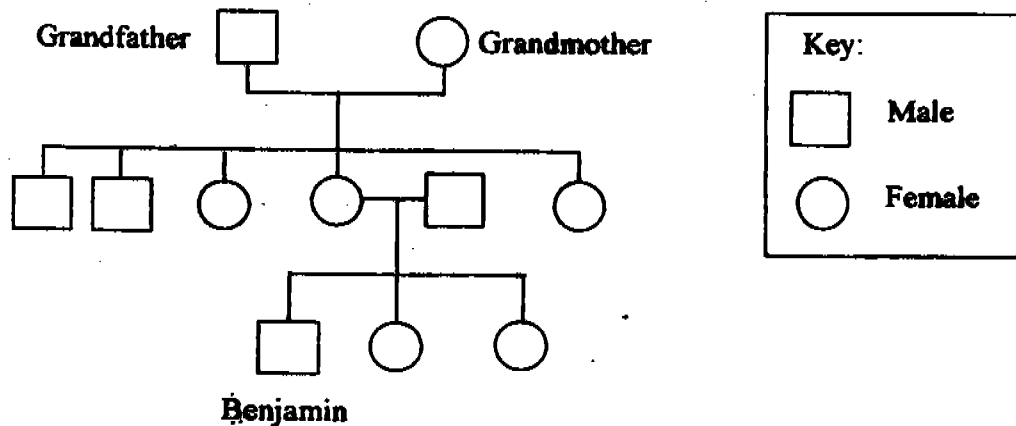 Grandfather
Grandmother
Key:
Male
Female
Benjamin